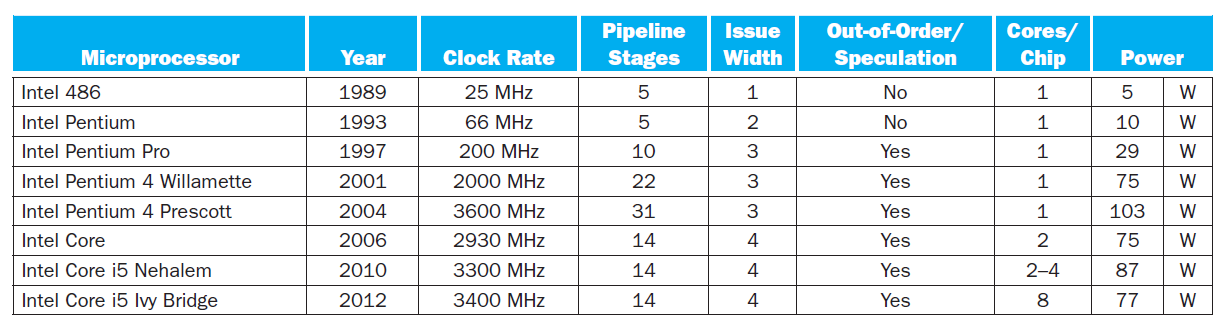 Microprocessor Year Clock Rate Pipeline Stages Issue Width Out-of-Order/ Speculation Cores/ Chip Power
Intel 486 1989 25 MHz 5 1 No 1 5 W
Intel Pentium 1993 66 MHz 5 2 No 1 10 W
Intel Pentium Pro 1997 200 MHz 10 3 Yes 1 29 W
Intel Pentium 4 Willamette 2001 2000 MHz 22 3 Yes 1 75 W
Intel Pentium 4 Prescott 2004 3600 MHz 31 3 Yes 1 103 W
Intel Core 2006 2930 MHz 14 4 Yes 2 75 W
Intel Core i5 Nehalem 2010 3300 MHz 14 4 Yes 2–4 87 W
Intel Core i5 Ivy Bridge 2012 3400 MHz 14 4 Yes 8 77 W